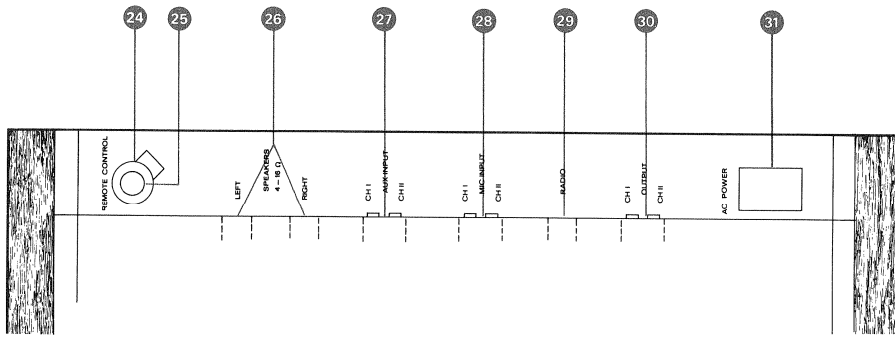 24
25
26
27
28
29
30
31
REMOTE CONTROL
LEFT
SPEAKERS
4 – 16 Ω
RIGHT
CH I
AUX-INPUT
CH II
CH I
MIC INPUT
CH II
RADIO
CH I
OUTPUT
CH II
AC POWER